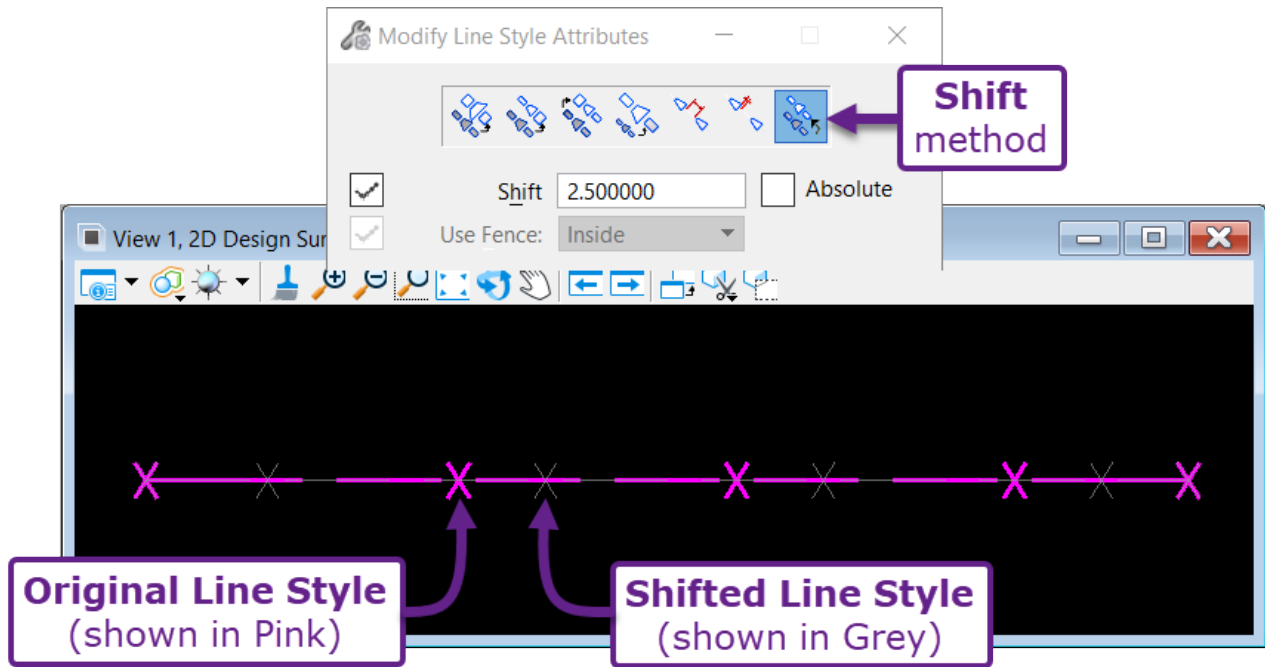 Modify Line Style Attributes
Shift
method
Shift 2.500000 Absolute
Use Fence: Inside
View 1, 2D Design Sur
Original Line Style
(shown in Pink)
Shifted Line Style
(shown in Grey)